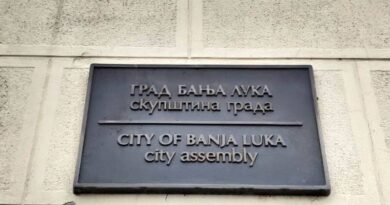 ГРАД БАЊА ЛУКА
скупштина града
CITY OF BANJA LUKA
city assembly